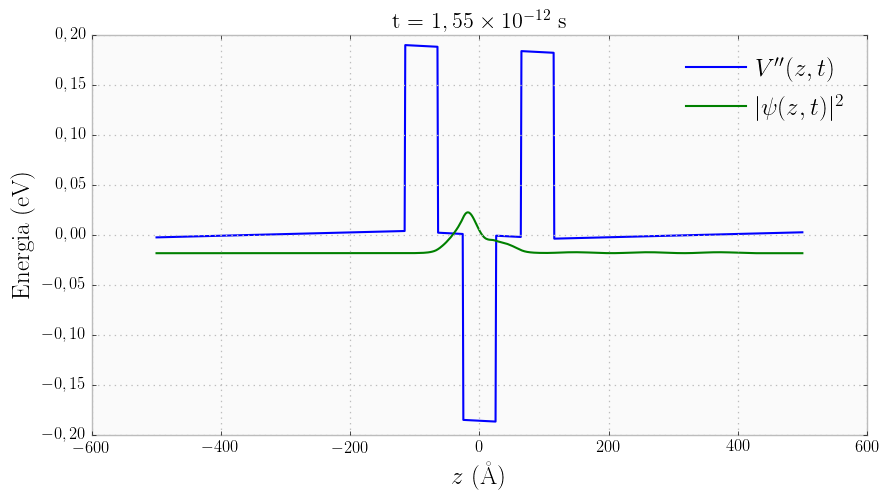 t = 1,55 × 10⁻¹² s
0,20
0,15
0,10
0,05
0,00
−0,05
−0,10
−0,15
−0,20
Energia (eV)
V′′(z, t)
|ψ(z, t)|²
−600 −400 −200 0 200 400 600
z (Å)